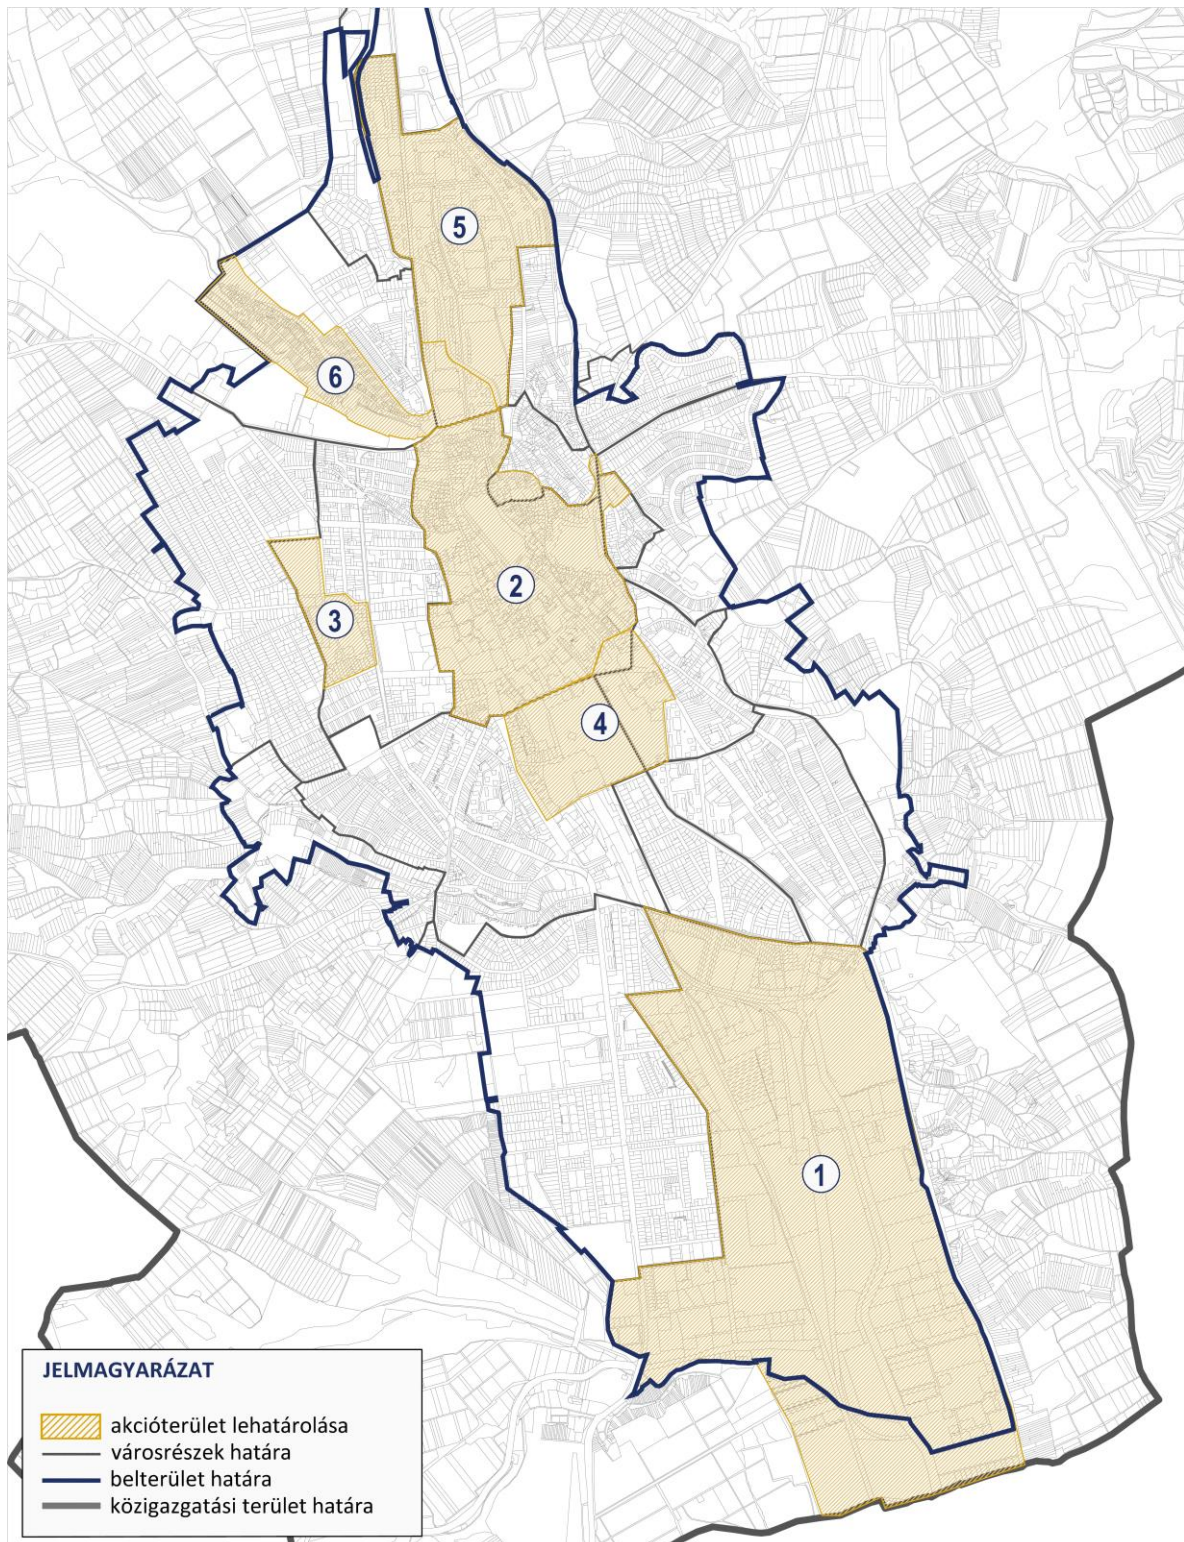 5
6
2
3
4
1
JELMAGYARÁZAT
akcióterület lehatárolása
városrészek határa
belterület határa
közigazgatási terület határa